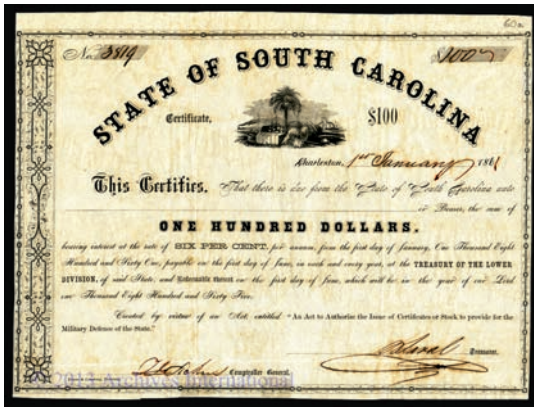 60a
No. 3819 $100
STATE OF SOUTH CAROLINA
Certificate, $100
Charleston, 1st January 1861
This Certifies. That there is due from the State of South Carolina unto
or Bearer, the sum of
ONE HUNDRED DOLLARS,
bearing interest at the rate of SIX PER CENT, per annum, from the first day of January, One Thousand Eight
Hundred and Sixty One, payable on the first day of June, in each and every year, at the TREASURY OF THE LOWER
DIVISION, of said State, and Redeemable thereat on the first day of June, which will be in the year of our Lord
one Thousand Eight Hundred and Sixty Five.
Created by virtue of an Act entitled "An Act to Authorize the Issue of Certificates or Stock to provide for the
Military Defence of the State."
Laval Treasurer.
Comptroller General.
2013 Archives International